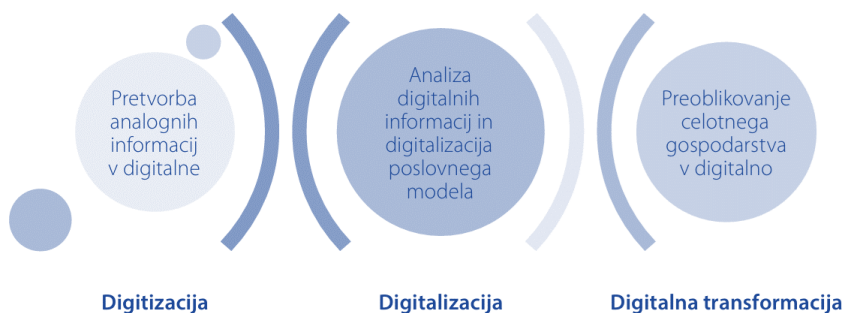 Pretvorba
analognih
informacij
v digitalne
Analiza
digitalnih
informacij in
digitalizacija
poslovnega
modela
Preoblikovanje
celotnega
gospodarstva
v digitalno
Digitizacija
Digitalizacija
Digitalna transformacija